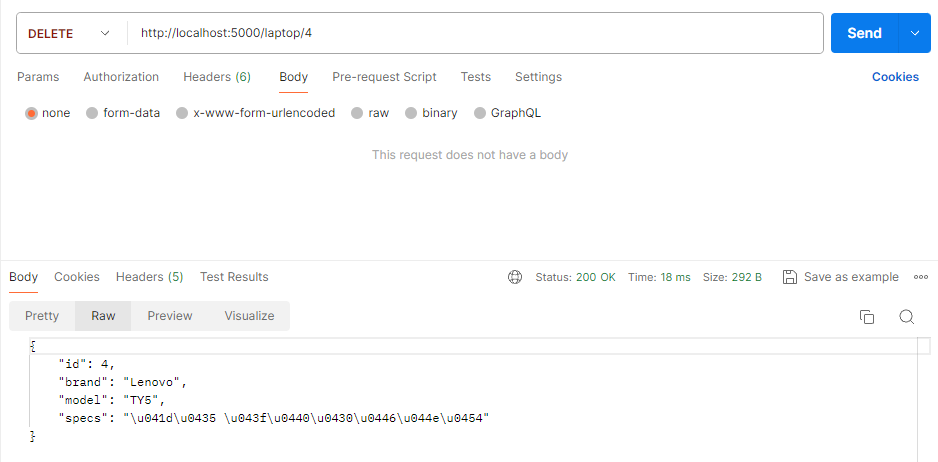 DELETE http://localhost:5000/laptop/4 Send
Params Authorization Headers (6) Body Pre-request Script Tests Settings Cookies
none form-data x-www-form-urlencoded raw binary GraphQL
This request does not have a body
Body Cookies Headers (5) Test Results Status: 200 OK Time: 18 ms Size: 292 B Save as example
Pretty Raw Preview Visualize
{
    "id": 4,
    "brand": "Lenovo",
    "model": "TY5",
    "specs": "\u041d\u0435 \u043f\u0440\u0430\u0446\u044e\u0454"
}